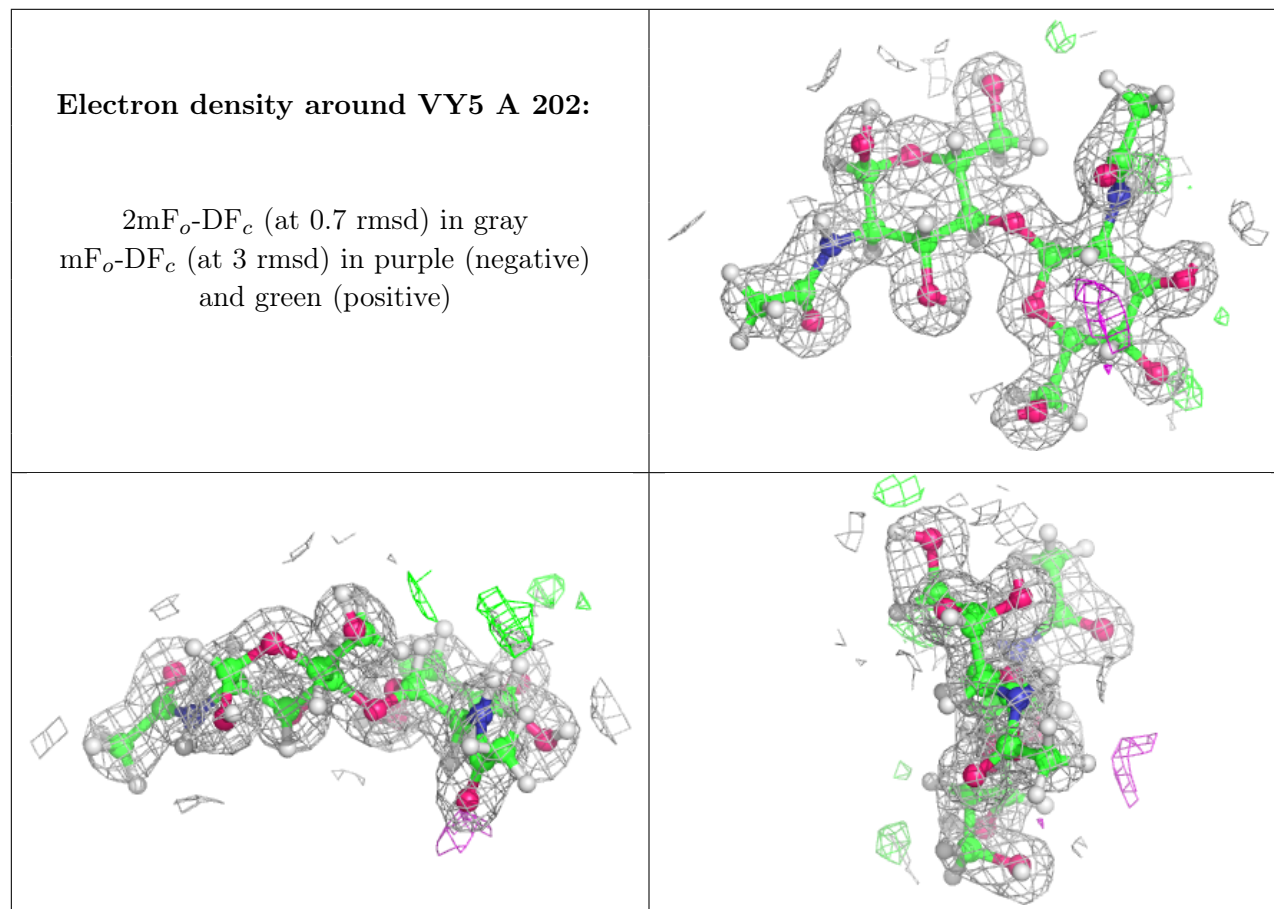 Electron density around VY5 A 202:
2mFo-DFc (at 0.7 rmsd) in gray
mFo-DFc (at 3 rmsd) in purple (negative)
and green (positive)